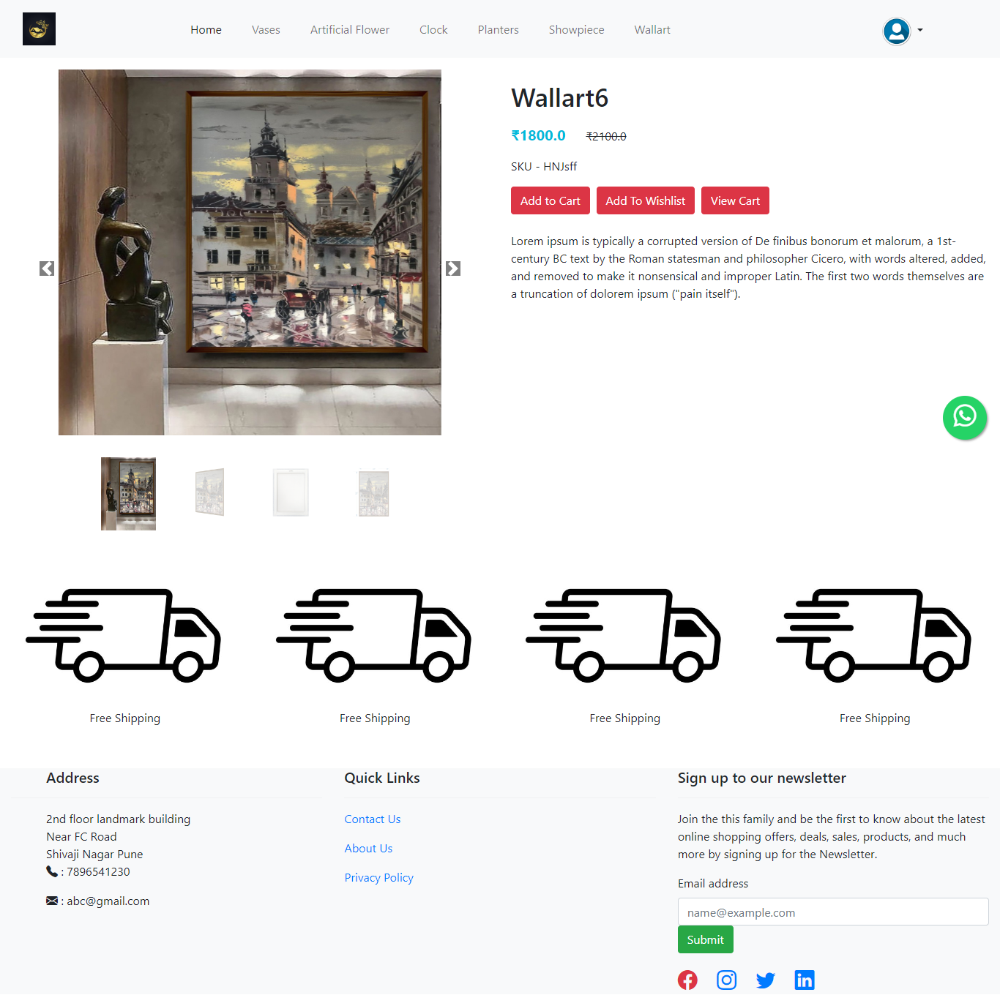 Home Vases Artificial Flower Clock Planters Showpiece Wallart
Wallart6
₹1800.0 ₹2100.0
SKU - HNJsff
Add to Cart Add To Wishlist View Cart
Lorem ipsum is typically a corrupted version of De finibus bonorum et malorum, a 1st-
century BC text by the Roman statesman and philosopher Cicero, with words altered, added,
and removed to make it nonsensical and improper Latin. The first two words themselves are
a truncation of dolorem ipsum ("pain itself").
Free Shipping Free Shipping Free Shipping Free Shipping
Address
2nd floor landmark building
Near FC Road
Shivaji Nagar Pune
: 7896541230
: abc@gmail.com
Quick Links
Contact Us
About Us
Privacy Policy
Sign up to our newsletter
Join the this family and be the first to know about the latest
online shopping offers, deals, sales, products, and much
more by signing up for the Newsletter.
Email address
name@example.com
Submit